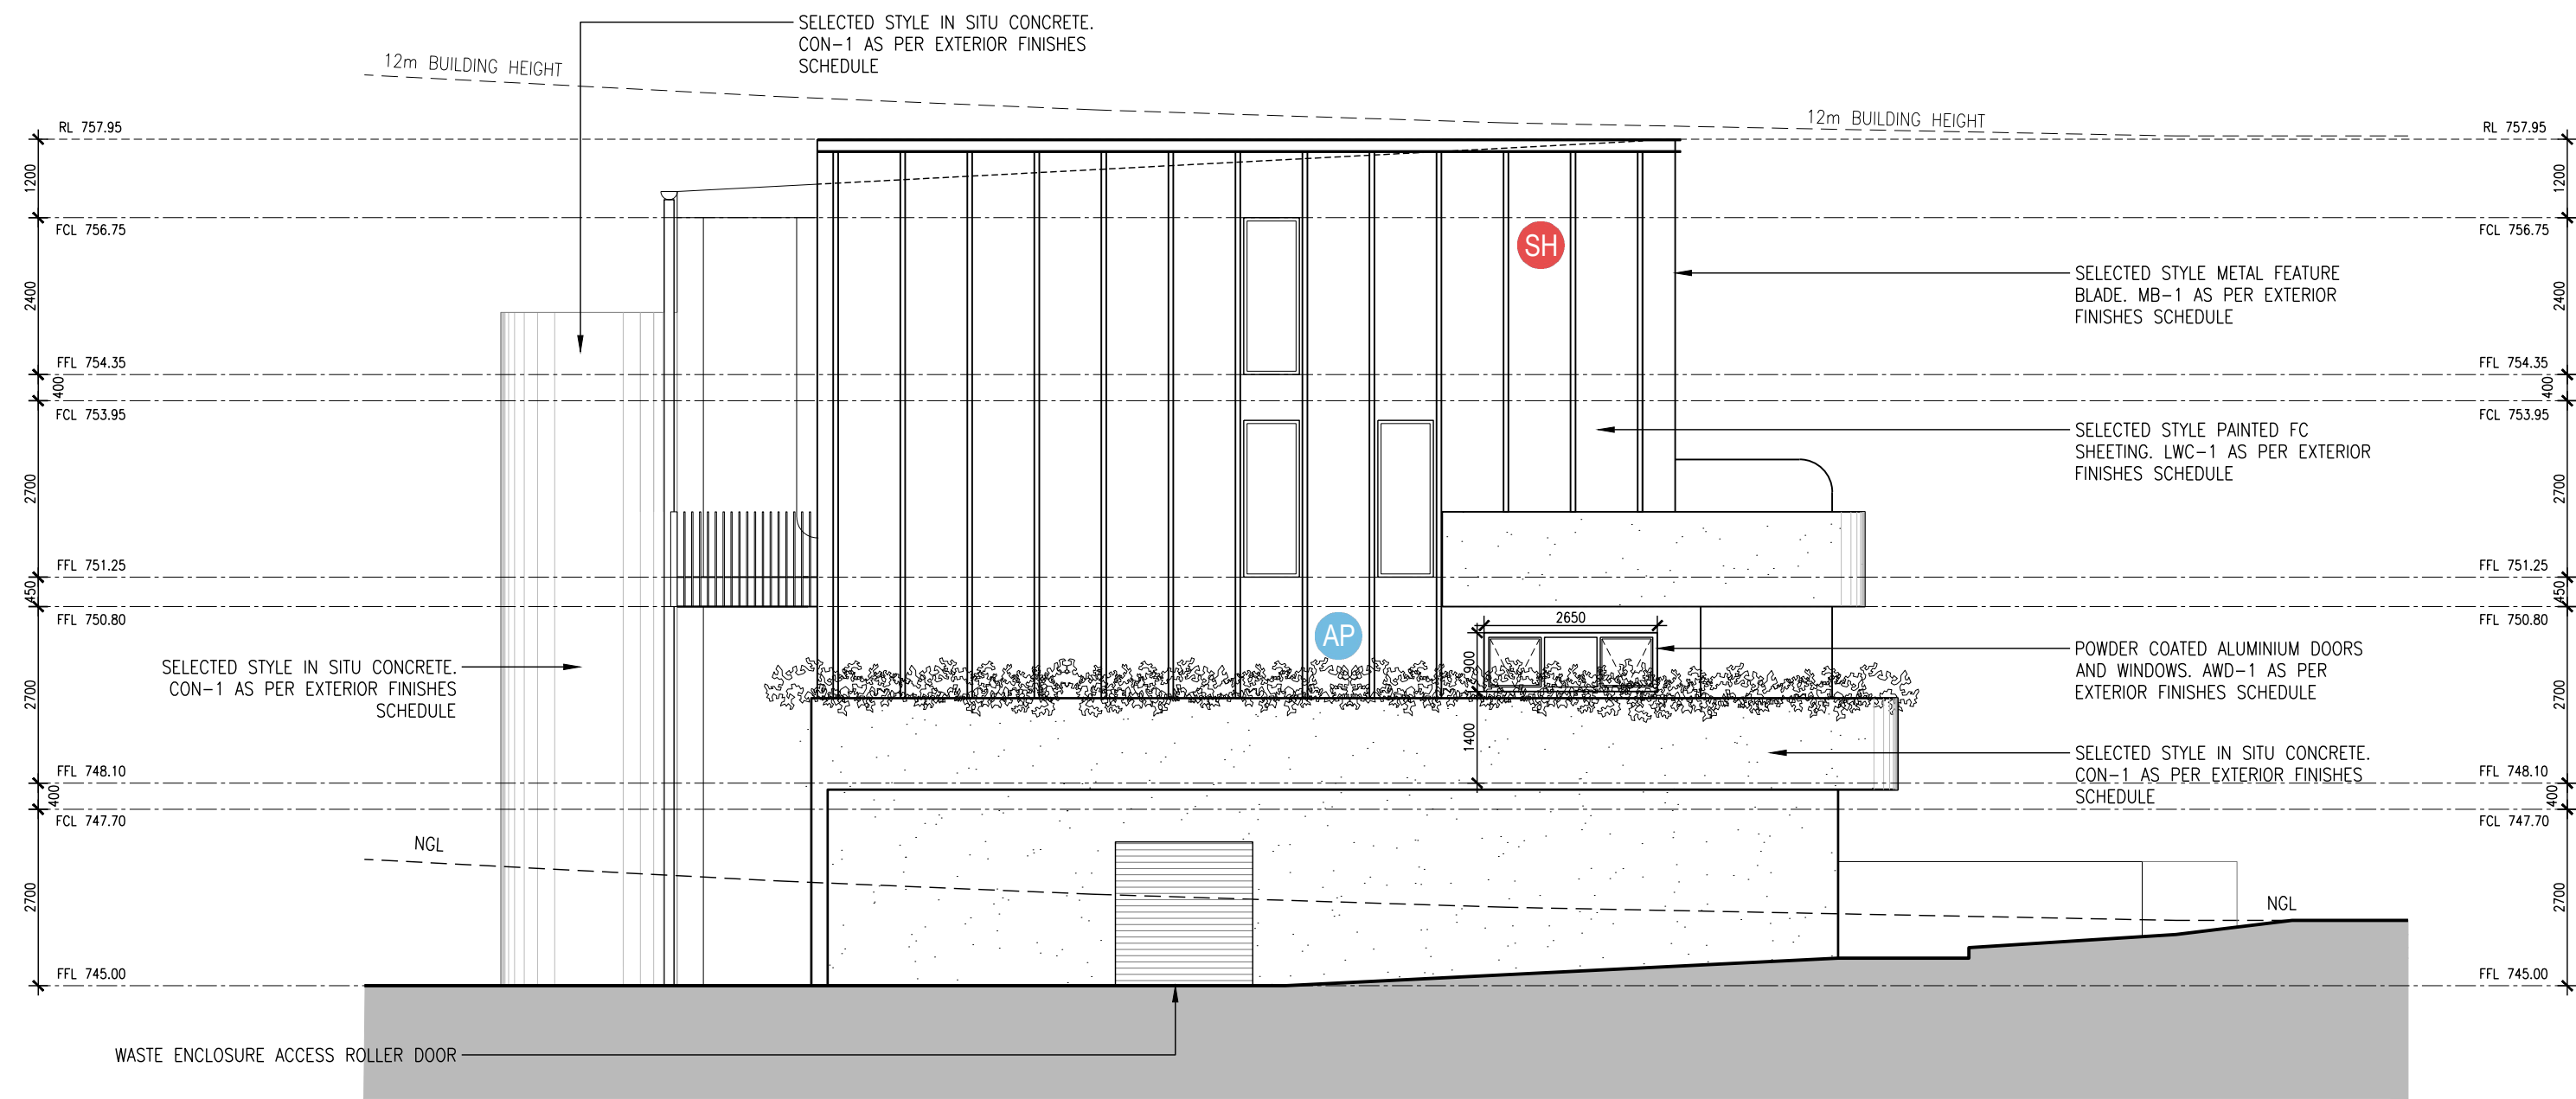 SELECTED STYLE IN SITU CONCRETE.
CON-1 AS PER EXTERIOR FINISHES
SCHEDULE
12m BUILDING HEIGHT
12m BUILDING HEIGHT
RL 757.95
RL 757.95
1200
1200
FCL 756.75
FCL 756.75
SH
SELECTED STYLE METAL FEATURE
BLADE. MB-1 AS PER EXTERIOR
FINISHES SCHEDULE
2400
2400
FFL 754.35
FFL 754.35
400
400
FCL 753.95
FCL 753.95
SELECTED STYLE PAINTED FC
SHEETING. LWC-1 AS PER EXTERIOR
FINISHES SCHEDULE
2700
2700
FFL 751.25
FFL 751.25
450
450
FFL 750.80
FFL 750.80
2650
AP
900
POWDER COATED ALUMINIUM DOORS
AND WINDOWS. AWD-1 AS PER
EXTERIOR FINISHES SCHEDULE
SELECTED STYLE IN SITU CONCRETE.
CON-1 AS PER EXTERIOR FINISHES
SCHEDULE
2700
2700
1400
SELECTED STYLE IN SITU CONCRETE.
CON-1 AS PER EXTERIOR FINISHES
SCHEDULE
FFL 748.10
FFL 748.10
400
400
FCL 747.70
FCL 747.70
NGL
NGL
2700
2700
FFL 745.00
FFL 745.00
WASTE ENCLOSURE ACCESS ROLLER DOOR